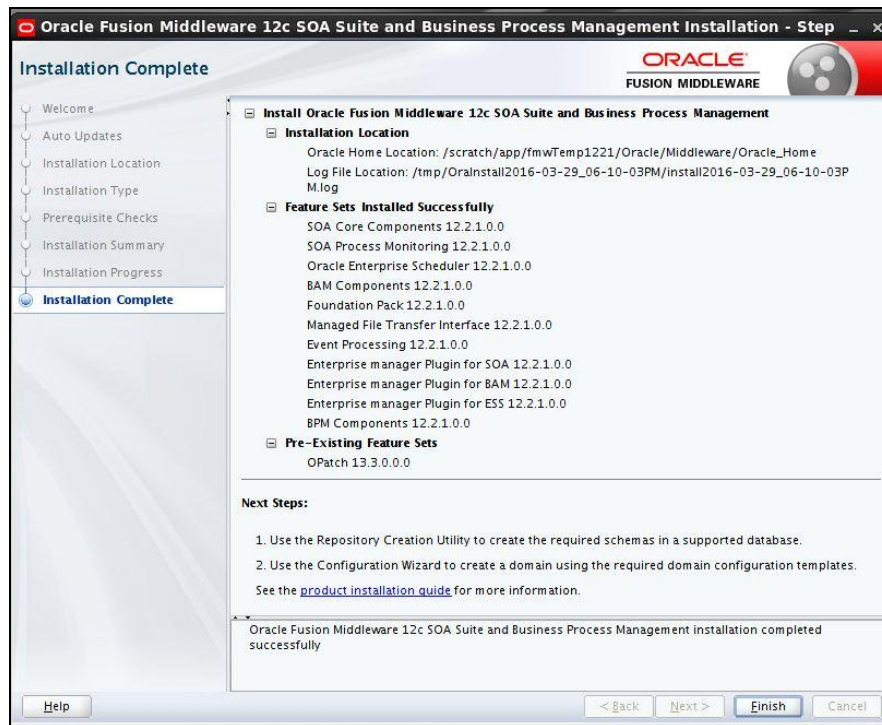 Oracle Fusion Middleware 12c SOA Suite and Business Process Management Installation - Step
Installation Complete
ORACLE
FUSION MIDDLEWARE
Welcome
Auto Updates
Installation Location
Installation Type
Prerequisite Checks
Installation Summary
Installation Progress
Installation Complete
Install Oracle Fusion Middleware 12c SOA Suite and Business Process Management
Installation Location
Oracle Home Location: /scratch/app/fmwTemp1221/Oracle/Middleware/Oracle_Home
Log File Location: /tmp/OraInstall2016-03-29_06-10-03PM/install2016-03-29_06-10-03P
M.log
Feature Sets Installed Successfully
SOA Core Components 12.2.1.0.0
SOA Process Monitoring 12.2.1.0.0
Oracle Enterprise Scheduler 12.2.1.0.0
BAM Components 12.2.1.0.0
Foundation Pack 12.2.1.0.0
Managed File Transfer Interface 12.2.1.0.0
Event Processing 12.2.1.0.0
Enterprise manager Plugin for SOA 12.2.1.0.0
Enterprise manager Plugin for BAM 12.2.1.0.0
Enterprise manager Plugin for ESS 12.2.1.0.0
BPM Components 12.2.1.0.0
Pre-Existing Feature Sets
OPatch 13.3.0.0.0
Next Steps:
1. Use the Repository Creation Utility to create the required schemas in a supported database.
2. Use the Configuration Wizard to create a domain using the required domain configuration templates.
See the product installation guide for more information.
Oracle Fusion Middleware 12c SOA Suite and Business Process Management installation completed
successfully
Help
< Back
Next >
Finish
Cancel